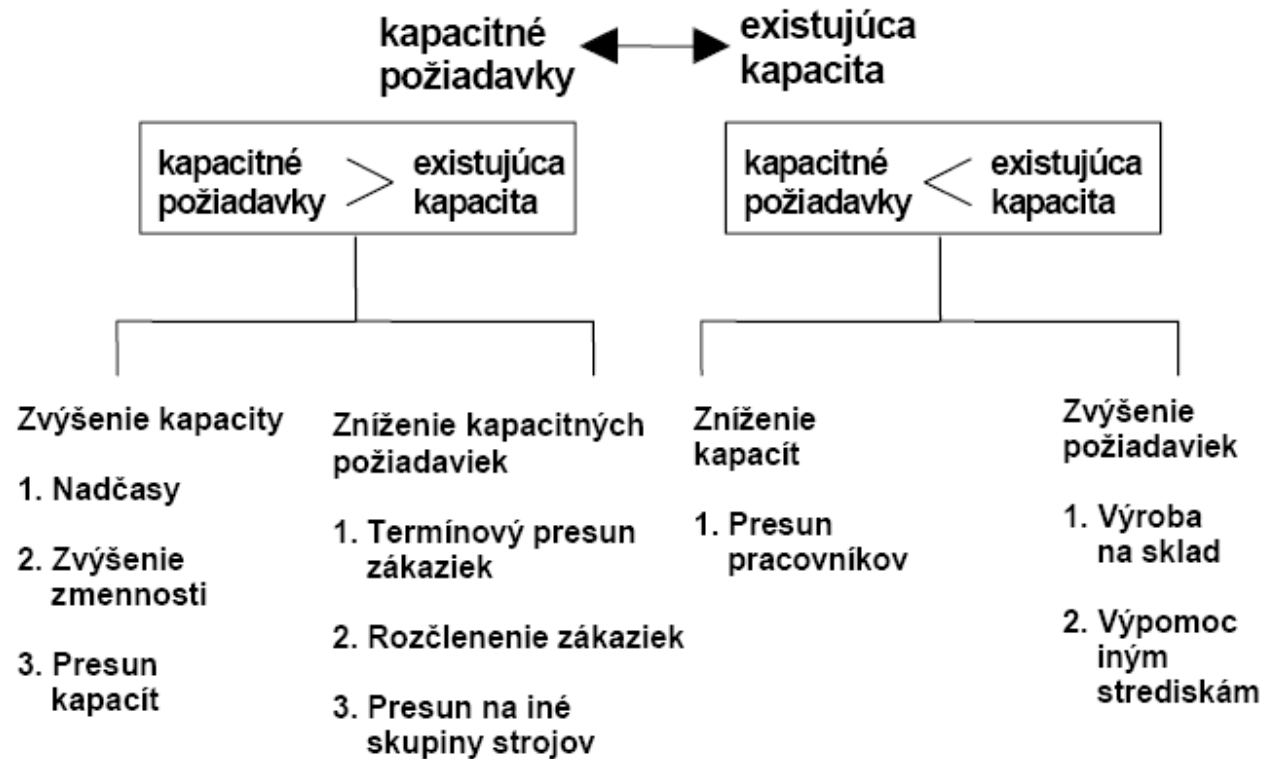 kapacitné
požiadavky
existujúca
kapacita
kapacitné
požiadavky
>
existujúca
kapacita
kapacitné
požiadavky
<
existujúca
kapacita
Zvýšenie kapacity
1. Nadčasy
2. Zvýšenie
zmennosti
3. Presun
kapacít
Zníženie kapacitných
požiadaviek
1. Termínový presun
zákaziek
2. Rozčlenenie zákaziek
3. Presun na iné
skupiny strojov
Zníženie
kapacít
1. Presun
pracovníkov
Zvýšenie
požiadaviek
1. Výroba
na sklad
2. Výpomoc
iným
strediskám